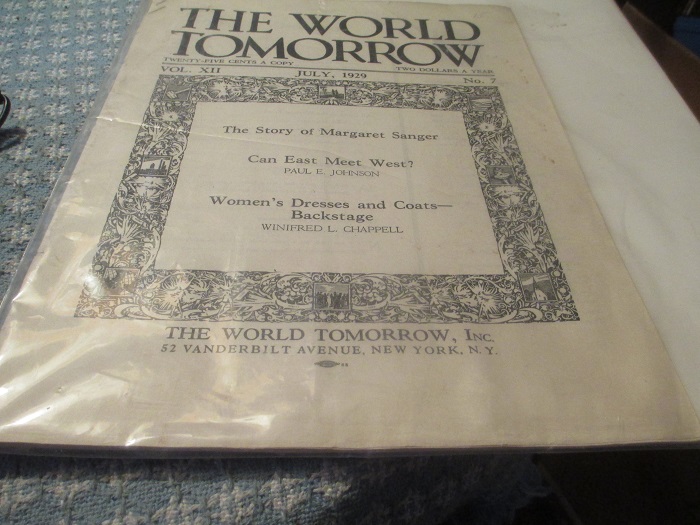 THE WORLD
TOMORROW
TWENTY-FIVE CENTS A COPY TWO DOLLARS A YEAR
VOL. XII JULY, 1929 No. 7
The Story of Margaret Sanger
Can East Meet West?
PAUL E. JOHNSON
Women's Dresses and Coats—
Backstage
WINIFRED L. CHAPPELL
THE WORLD TOMORROW, Inc.
52 VANDERBILT AVENUE, NEW YORK, N. Y.